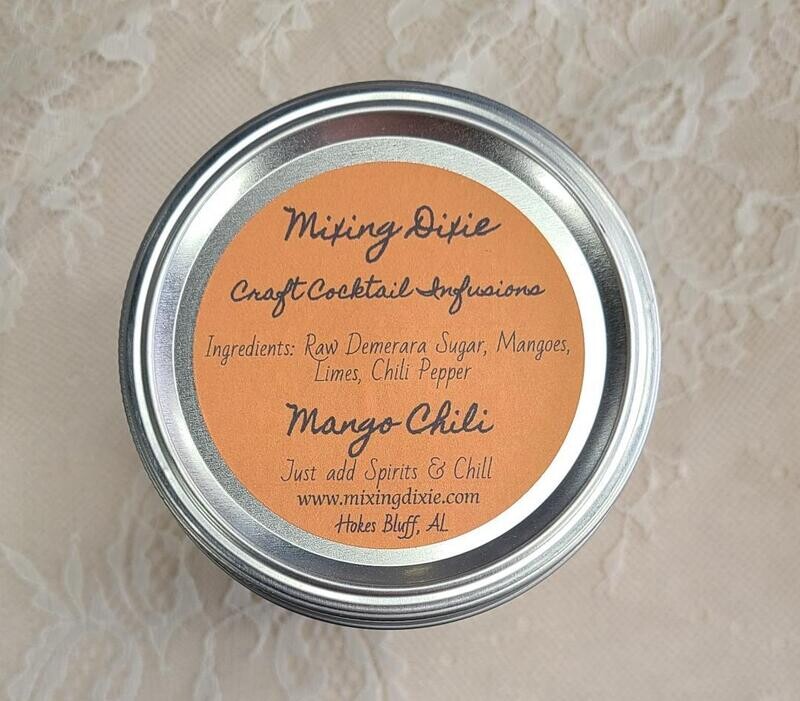 Mixing Dixie
Craft Cocktail Infusions
Ingredients: Raw Demerara Sugar, Mangoes,
Limes, Chili Pepper
Mango Chili
Just add Spirits & Chill
www.mixingdixie.com
Hokes Bluff, AL